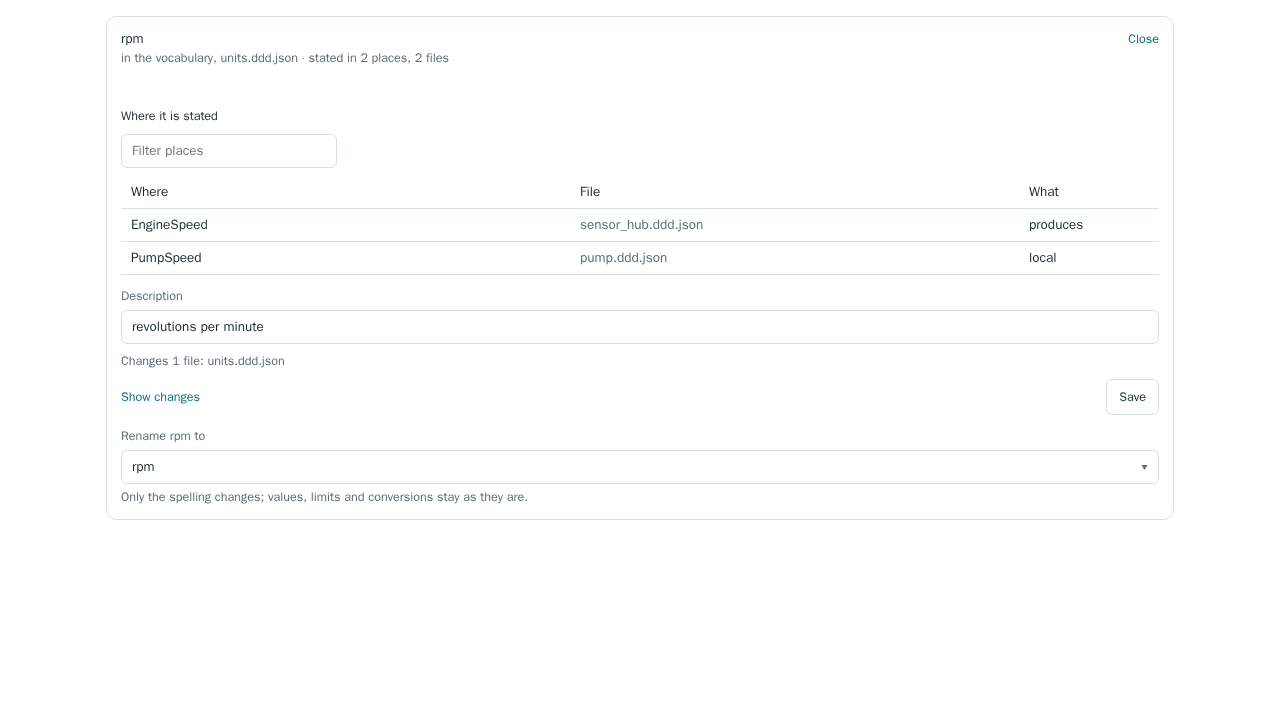 rpm
Close
in the vocabulary, units.ddd.json · stated in 2 places, 2 files
Where it is stated
Filter places
Where File What
EngineSpeed sensor_hub.ddd.json produces
PumpSpeed pump.ddd.json local
Description
revolutions per minute
Changes 1 file: units.ddd.json
Show changes
Save
Rename rpm to
rpm
Only the spelling changes; values, limits and conversions stay as they are.